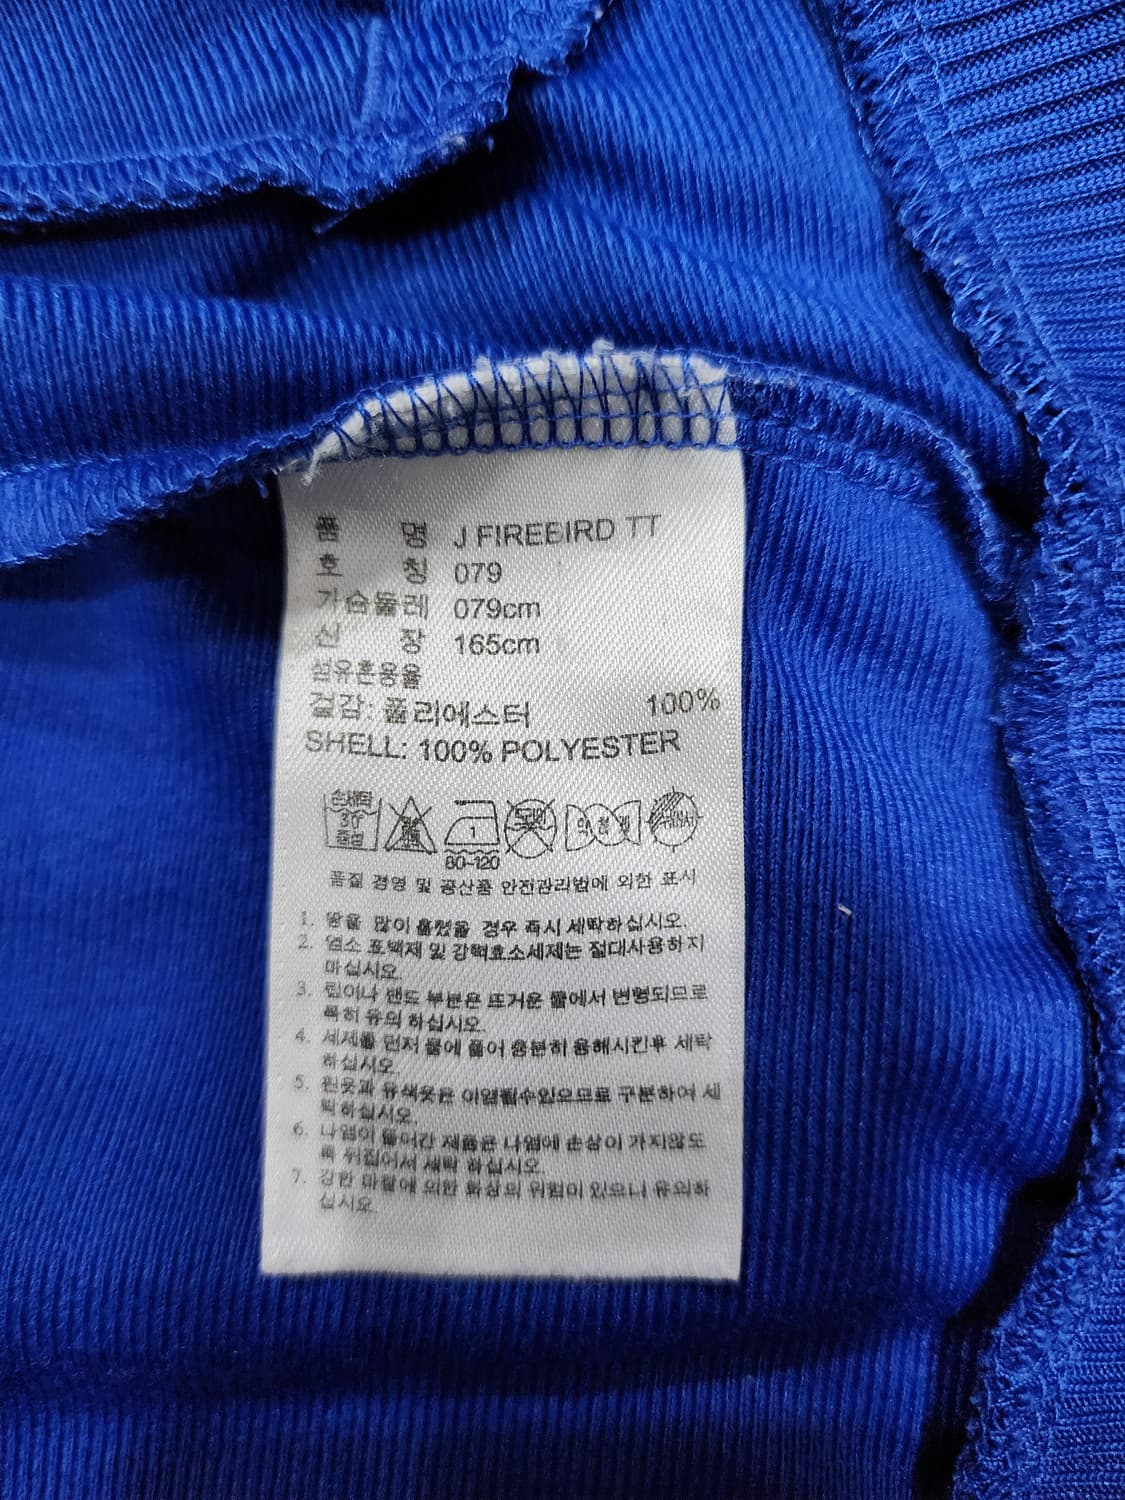 품 명 J FIREBIRD TT
호 칭 079
가슴둘레 079cm
신 장 165cm
섬유혼용율
겉감: 폴리에스터 100%
SHELL: 100% POLYESTER
손세탁 30° 중성 1 80-120
품질 경영 및 공산품 안전관리법에 의한 표시
1. 땀을 많이 흘렸을 경우 즉시 세탁하십시오.
2. 염소 표백제 및 강력효소세제는 절대사용하지
마십시오.
3. 립이나 밴드 부분은 뜨거운 물에서 변형되므로
특히 유의 하십시오.
4. 세제를 먼저 물에 풀어 충분히 용해시킨후 세탁
하십시오.
5. 흰옷과 유색옷은 이염될수있으므로 구분하여 세
탁하십시오.
6. 나염이 들어간 제품은 나염에 손상이 가지않도
록 뒤집어서 세탁 하십시오.
7. 강한 마찰에 의한 화상의 위험이 있으니 유의하
십시오.